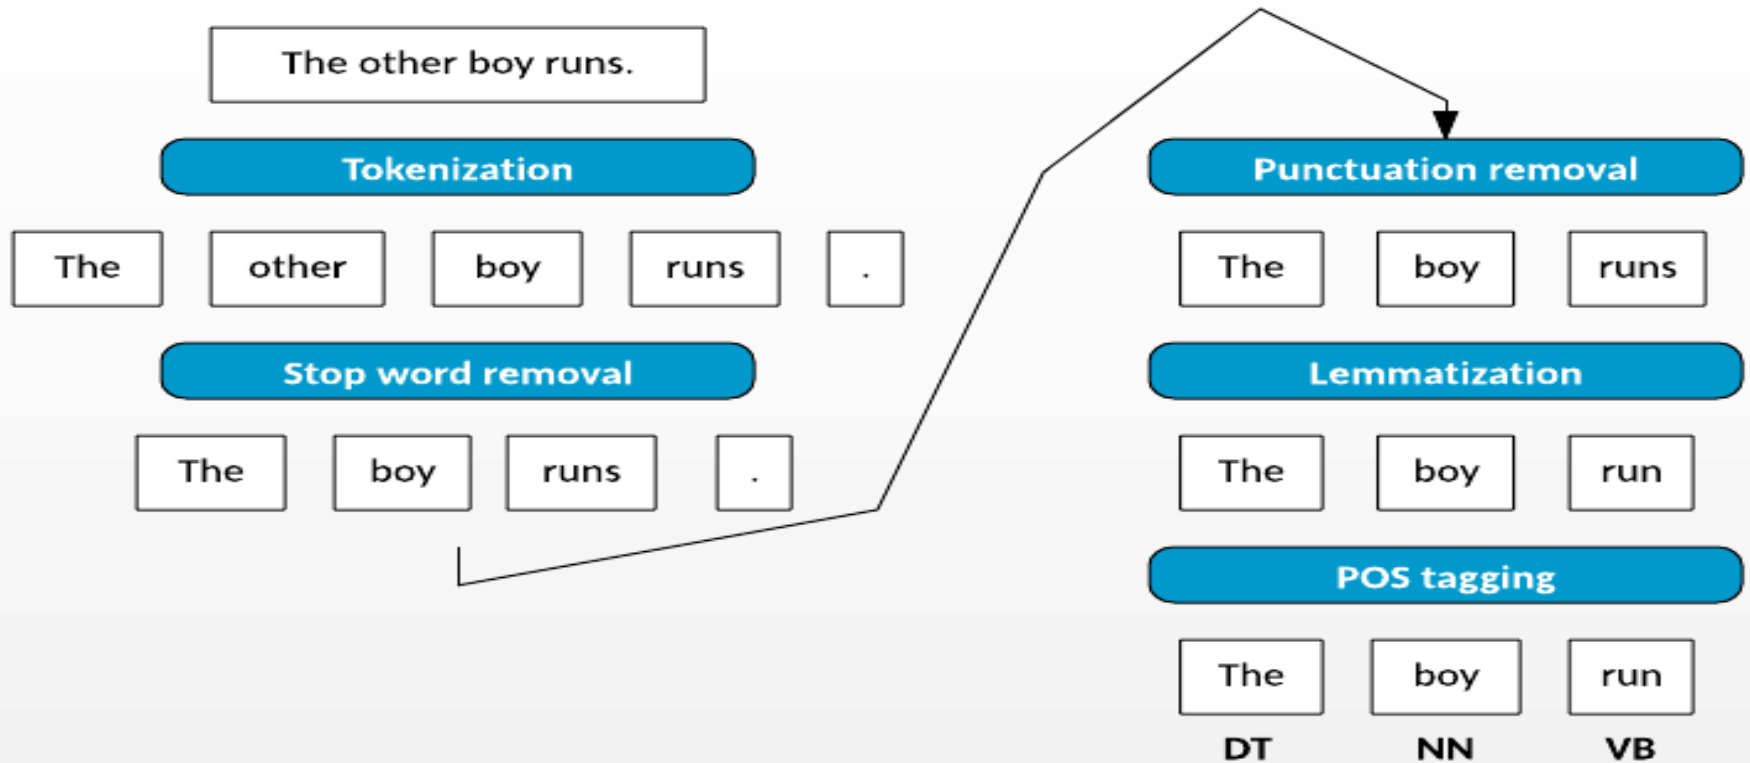 The other boy runs.
Tokenization
The other boy runs .
Stop word removal
The boy runs .
Punctuation removal
The boy runs
Lemmatization
The boy run
POS tagging
The boy run
DT NN VB